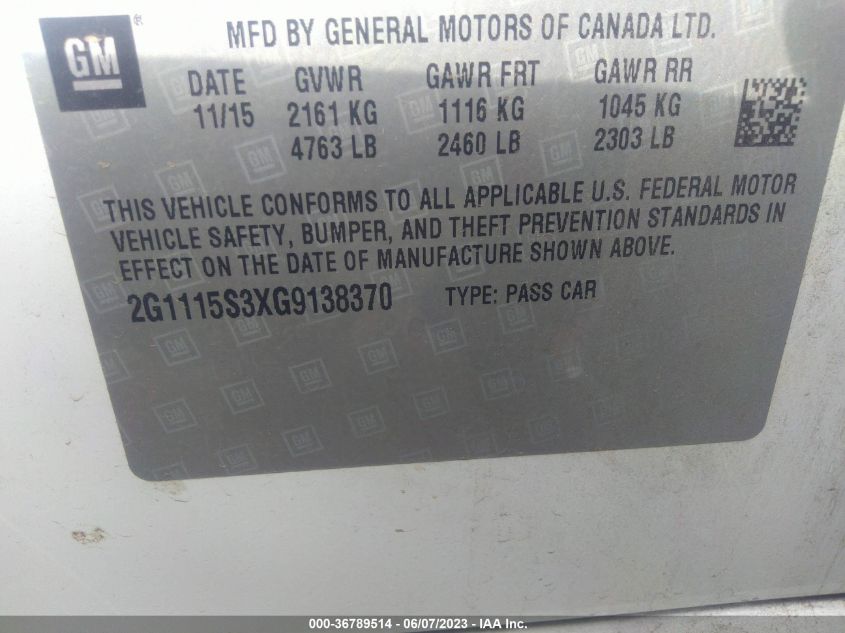 GM
MFD BY GENERAL MOTORS OF CANADA LTD.
DATE GVWR GAWR FRT GAWR RR
11/15 2161 KG 1116 KG 1045 KG
4763 LB 2460 LB 2303 LB
THIS VEHICLE CONFORMS TO ALL APPLICABLE U.S. FEDERAL MOTOR
VEHICLE SAFETY, BUMPER, AND THEFT PREVENTION STANDARDS IN
EFFECT ON THE DATE OF MANUFACTURE SHOWN ABOVE.
2G1115S3XG9138370 TYPE: PASS CAR
000-36789514 - 06/07/2023 - IAA Inc.